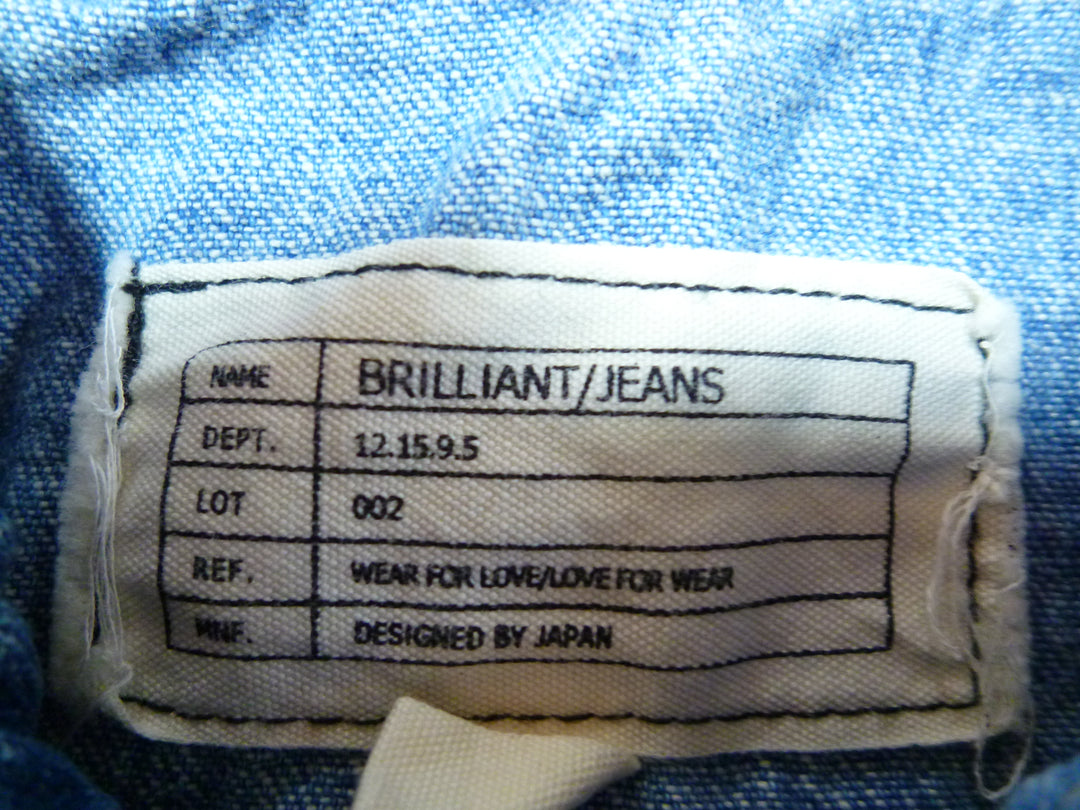 NAME BRILLIANT/JEANS
DEPT. 12.15.9.5
LOT 002
REF. WEAR FOR LOVE/LOVE FOR WEAR
MNF. DESIGNED BY JAPAN